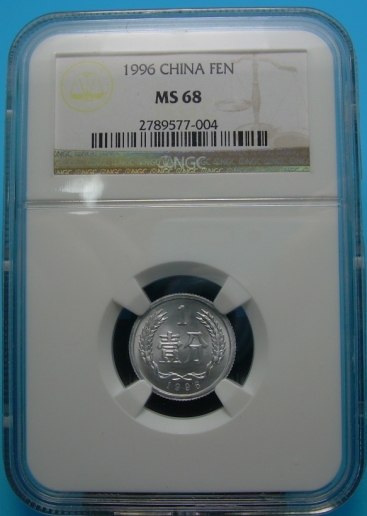 1996 CHINA FEN
MS 68
2789577-004
NGC
1
壹分
1996